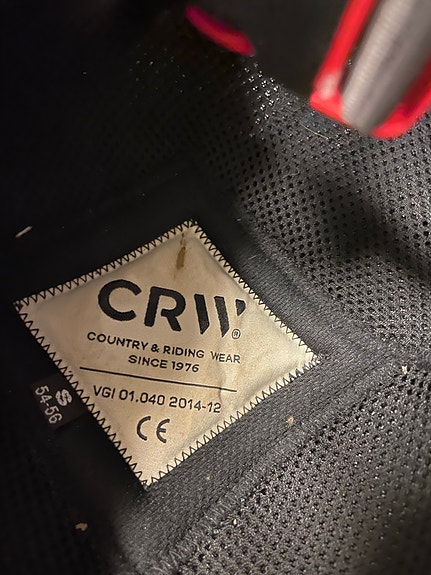 CRW®
COUNTRY & RIDING WEAR
SINCE 1976
VGI 01.040 2014-12
CE
S
54-56